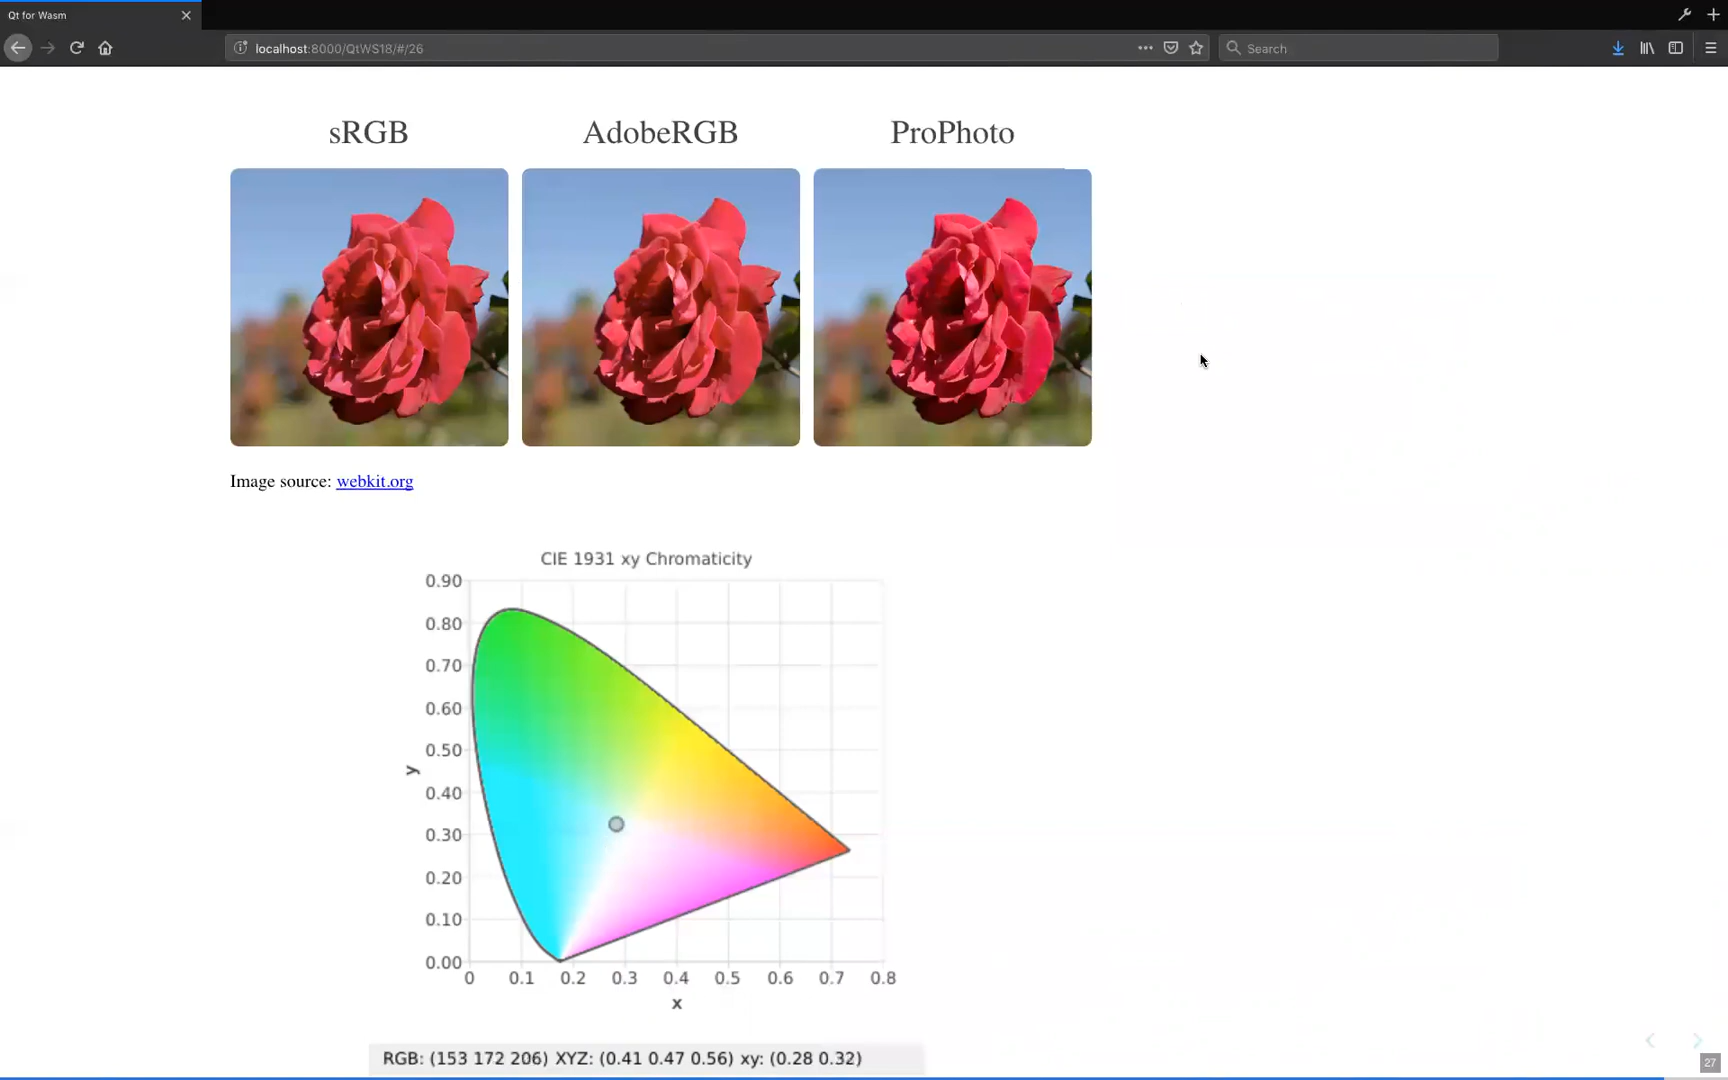 Qt for Wasm
localhost:8000/QtWS18/#/26
Search
sRGB AdobeRGB ProPhoto
Image source: webkit.org
CIE 1931 xy Chromaticity
0.90
0.80
0.70
0.60
0.50
y
0.40
0.30
0.20
0.10
0.00
0 0.1 0.2 0.3 0.4 0.5 0.6 0.7 0.8
x
RGB: (153 172 206) XYZ: (0.41 0.47 0.56) xy: (0.28 0.32)
27